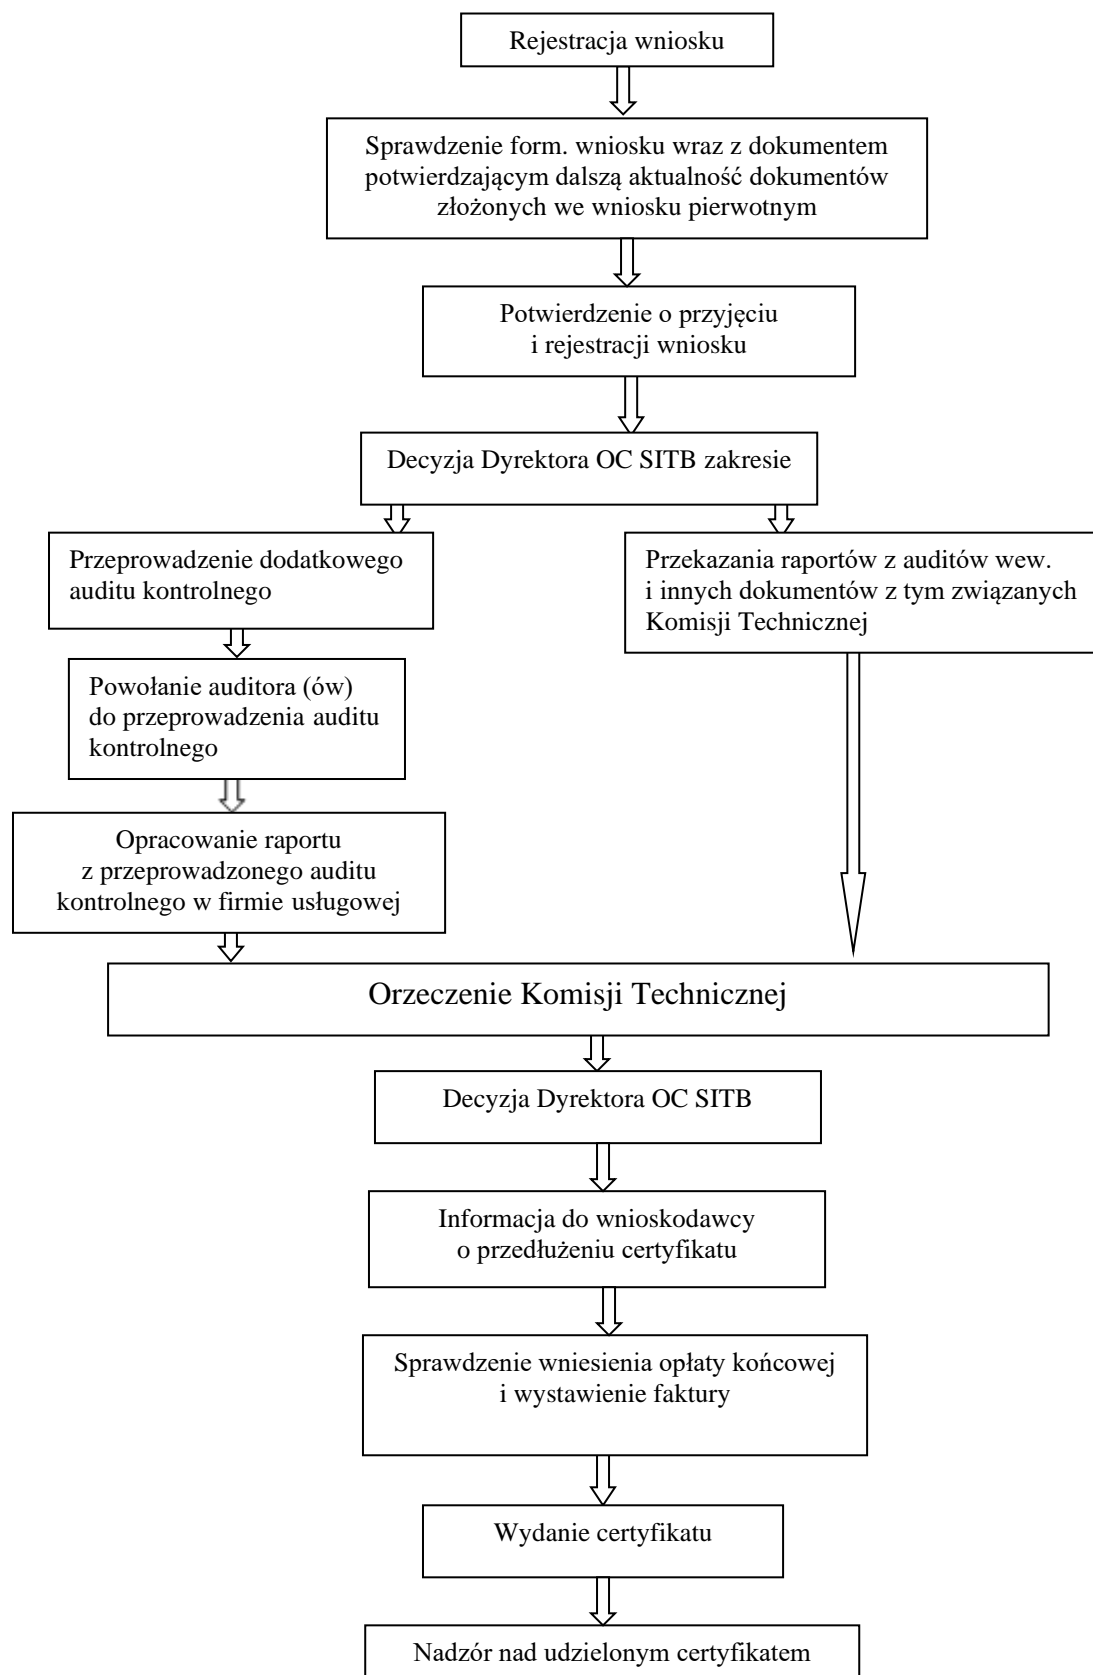 Rejestracja wniosku
Sprawdzenie form. wniosku wraz z dokumentem
potwierdzającym dalszą aktualność dokumentów
złożonych we wniosku pierwotnym
Potwierdzenie o przyjęciu
i rejestracji wniosku
Decyzja Dyrektora OC SITB zakresie
Przeprowadzenie dodatkowego
auditu kontrolnego
Przekazania raportów z auditów wew.
i innych dokumentów z tym związanych
Komisji Technicznej
Powołanie auditora (ów)
do przeprowadzenia auditu
kontrolnego
Opracowanie raportu
z przeprowadzonego auditu
kontrolnego w firmie usługowej
Orzeczenie Komisji Technicznej
Decyzja Dyrektora OC SITB
Informacja do wnioskodawcy
o przedłużeniu certyfikatu
Sprawdzenie wniesienia opłaty końcowej
i wystawienie faktury
Wydanie certyfikatu
Nadzór nad udzielonym certyfikatem